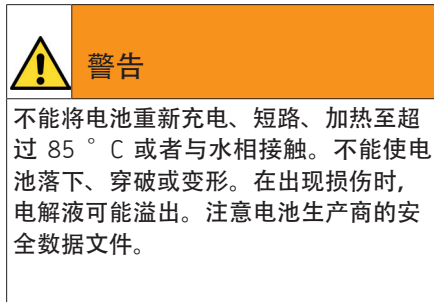 警告
不能将电池重新充电、短路、加热至超
过 85 ° C 或者与水相接触。不能使电
池落下、穿破或变形。在出现损伤时,
电解液可能溢出。注意电池生产商的安
全数据文件。